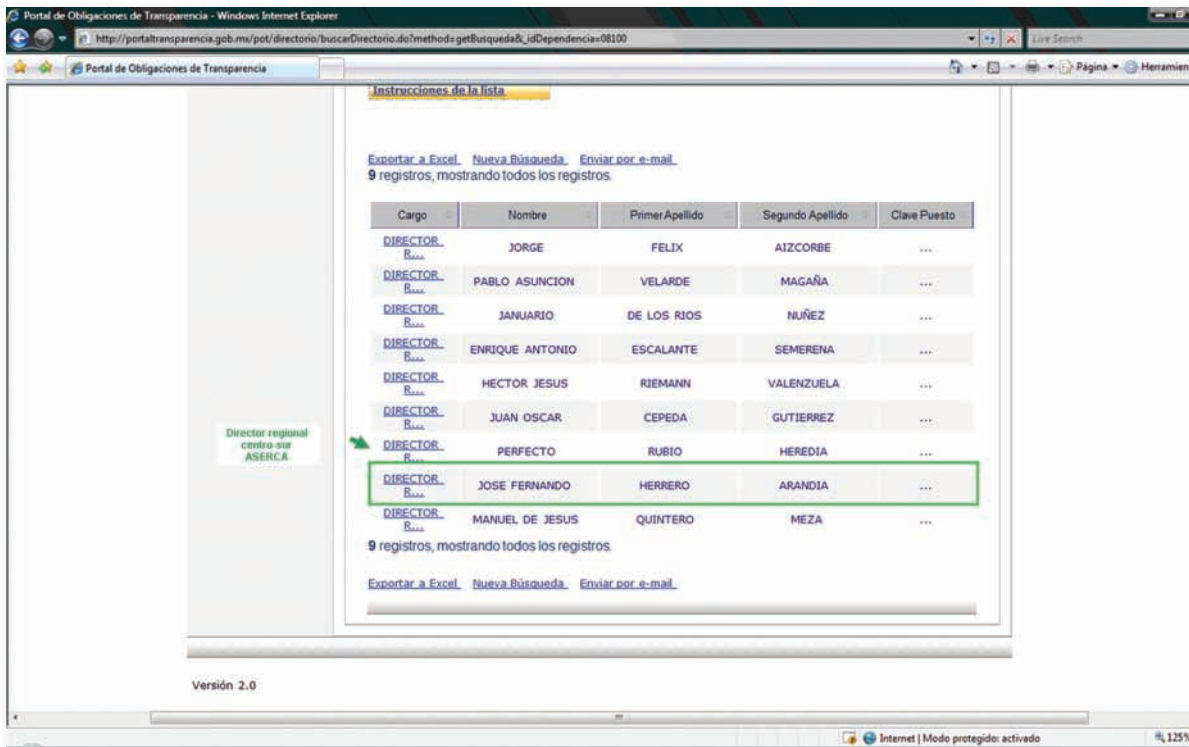 Portal de Obligaciones de Transparencia - Windows Internet Explorer
http://portaltransparencia.gob.mx/pot/directorio/buscarDirectorio.do?method=getBusqueda&_idDependencia=08100
Live Search
Portal de Obligaciones de Transparencia
Página
Herramien
Instrucciones de la lista
Exportar a Excel Nueva Búsqueda Enviar por e-mail
9 registros, mostrando todos los registros.
Cargo Nombre Primer Apellido Segundo Apellido Clave Puesto
DIRECTOR R... JORGE FELIX AIZCORBE ...
DIRECTOR R... PABLO ASUNCION VELARDE MAGAÑA ...
DIRECTOR R... JANUARIO DE LOS RIOS NUÑEZ ...
DIRECTOR R... ENRIQUE ANTONIO ESCALANTE SEMERENA ...
DIRECTOR R... HECTOR JESUS RIEMANN VALENZUELA ...
DIRECTOR R... JUAN OSCAR CEPEDA GUTIERREZ ...
Director regional
centro-sur
ASERCA
DIRECTOR R... PERFECTO RUBIO HEREDIA ...
DIRECTOR R... JOSE FERNANDO HERRERO ARANDIA ...
DIRECTOR R... MANUEL DE JESUS QUINTERO MEZA ...
9 registros, mostrando todos los registros.
Exportar a Excel Nueva Búsqueda Enviar por e-mail
Versión 2.0
Internet | Modo protegido: activado
125%